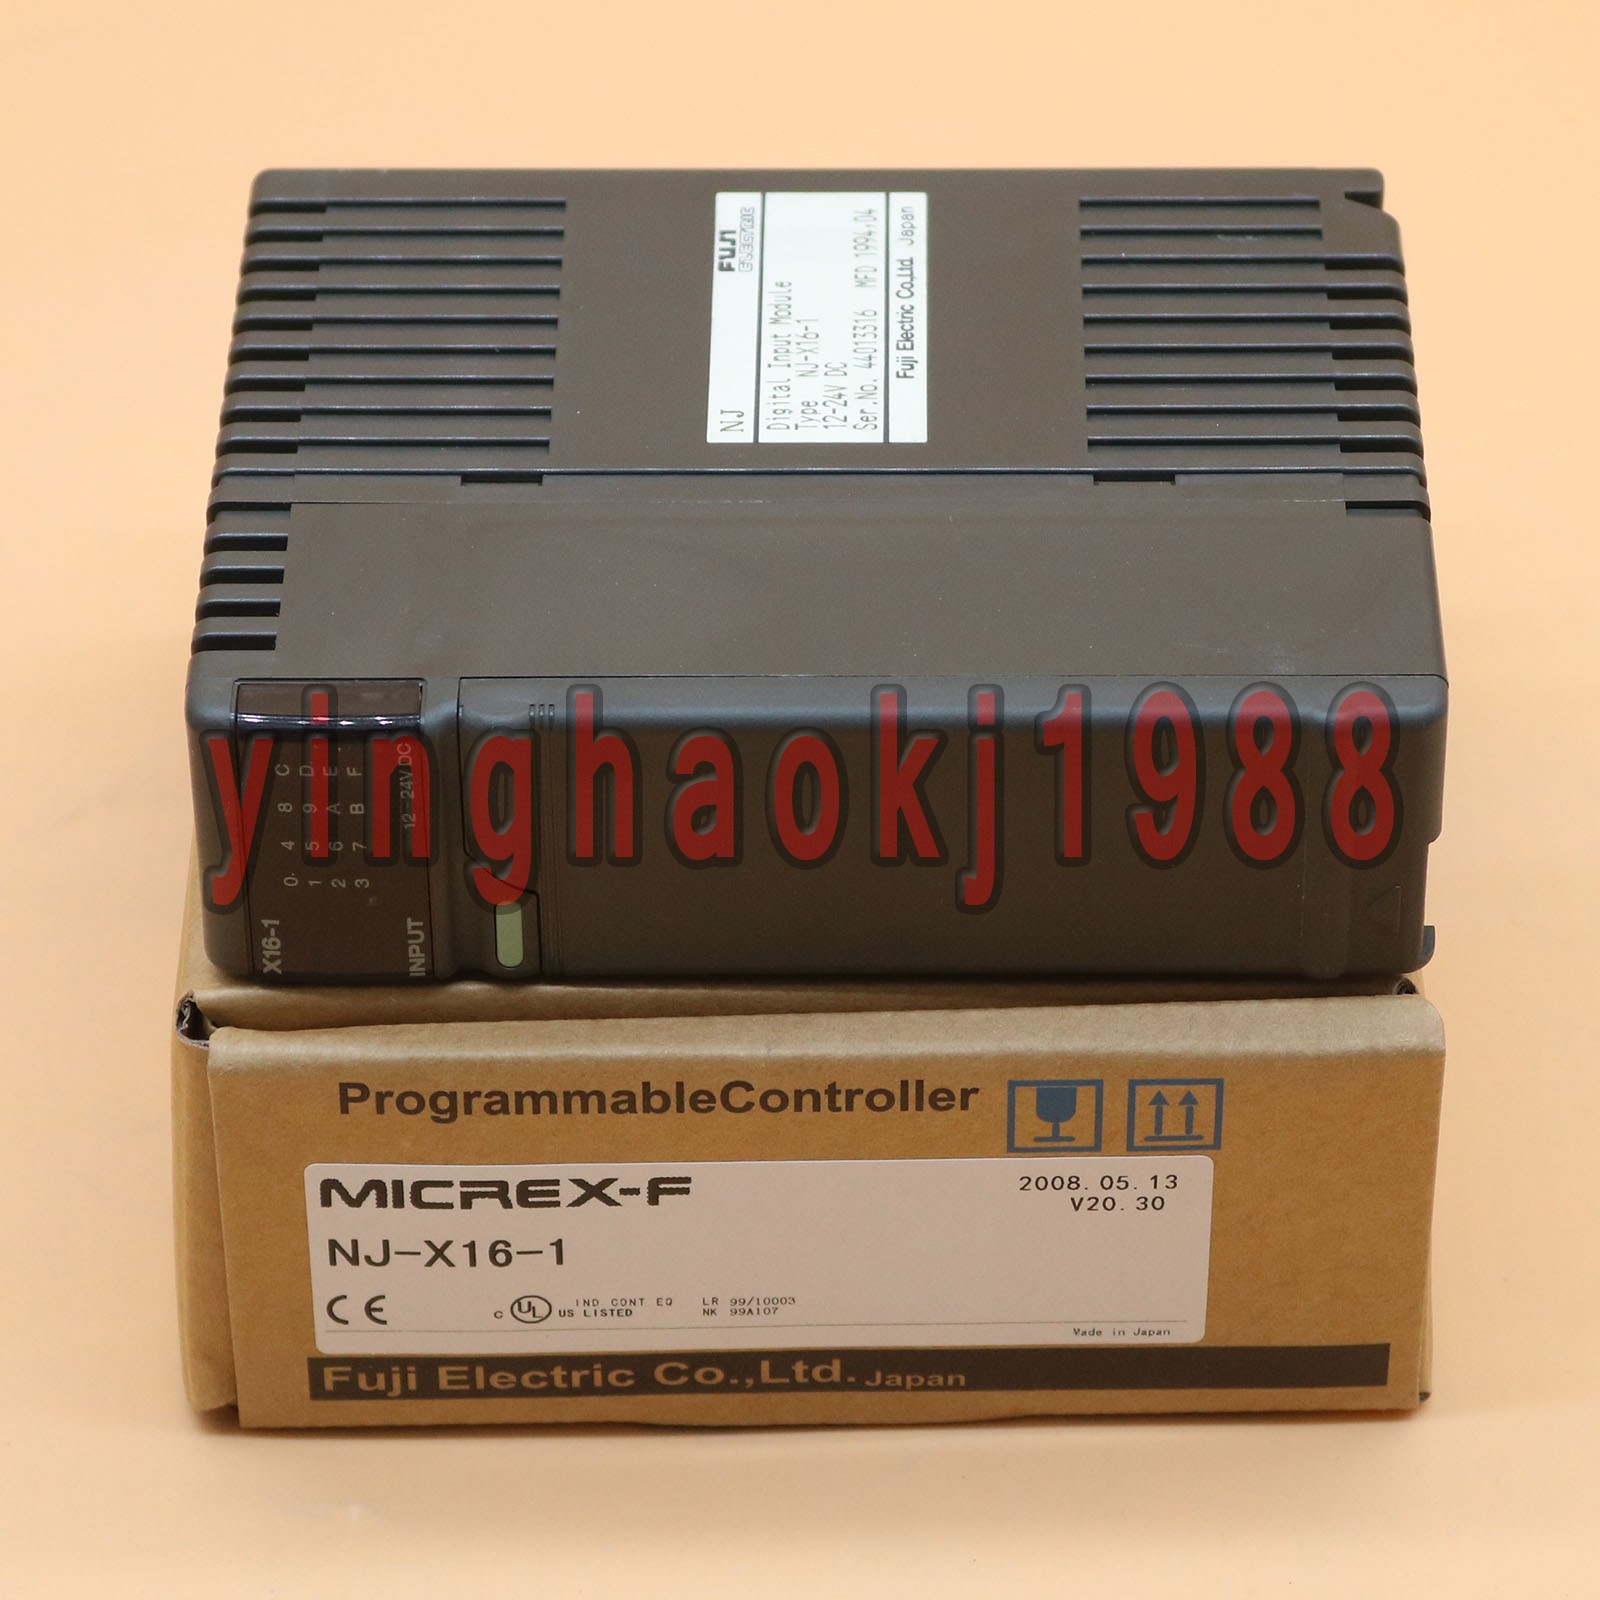 FUJI
ELECTRIC
NJ
Digital Input Module
Type NJ-X16-1
12-24V DC
Ser.No. 44013316 MFD 1994,04
Fuji Electric Co.,Ltd. Japan
yinghaokj1988
X16-1
0 4 8 C
1 5 9 D
2 6 A E
3 7 B F
12-24V DC
INPUT
ProgrammableController
MICREX-F
2008.05.13
V20.30
NJ-X16-1
CE
c UL US LISTED
IND CONT EQ
LR 99/10003
NK 99A107
Made in Japan
Fuji Electric Co.,Ltd. Japan